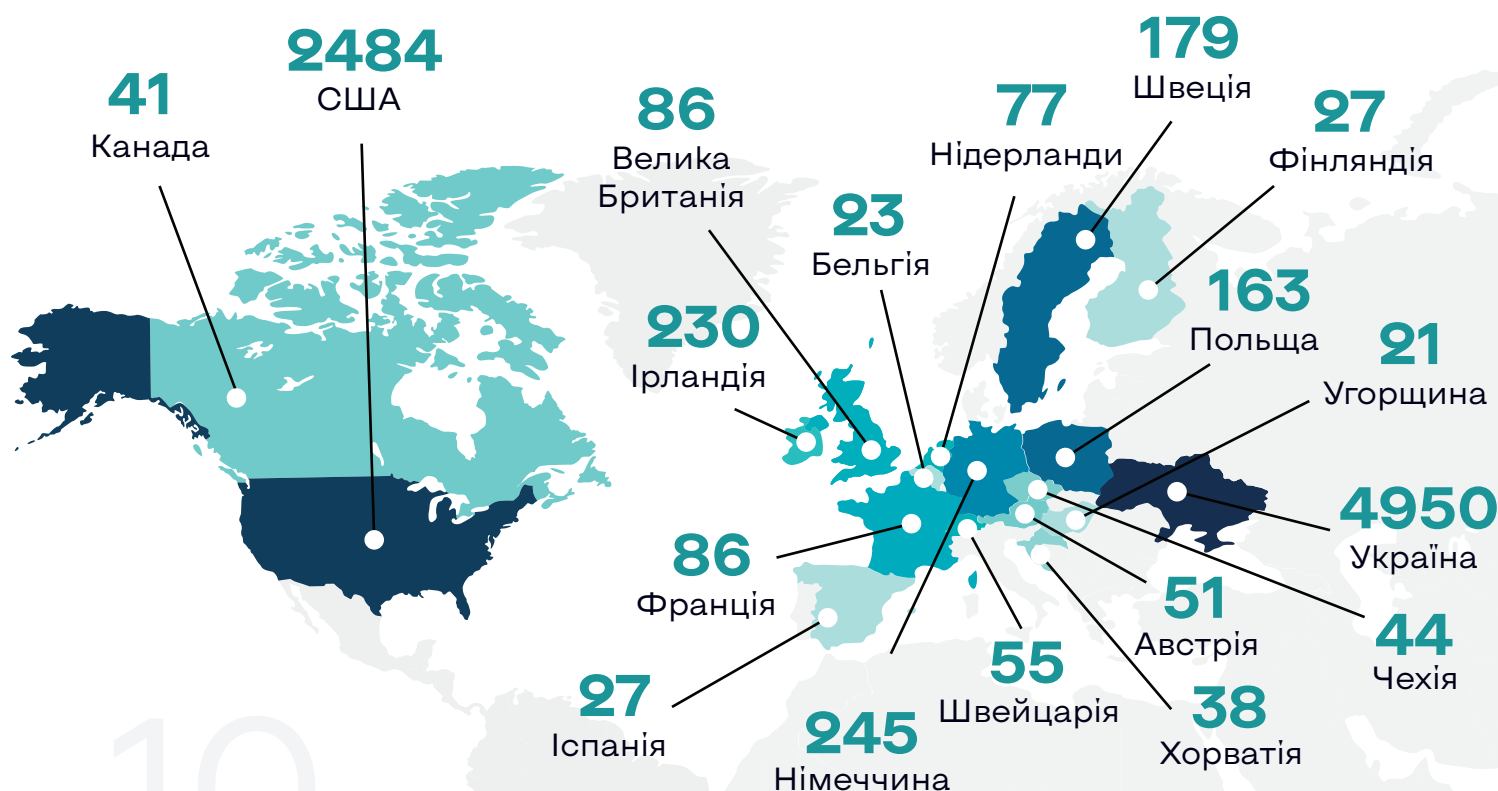 41
Канада
2484
США
86
Велика
Британія
77
Нідерланди
179
Швеція
27
Фінляндія
23
Бельгія
163
Польща
230
Ірландія
21
Угорщина
4950
Україна
86
Франція
51
Австрія
44
Чехія
55
Швейцарія
38
Хорватія
27
Іспанія
245
Німеччина
10